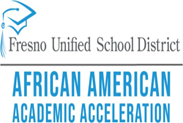 Fresno Unified School District
AFRICAN AMERICAN
ACADEMIC ACCELERATION